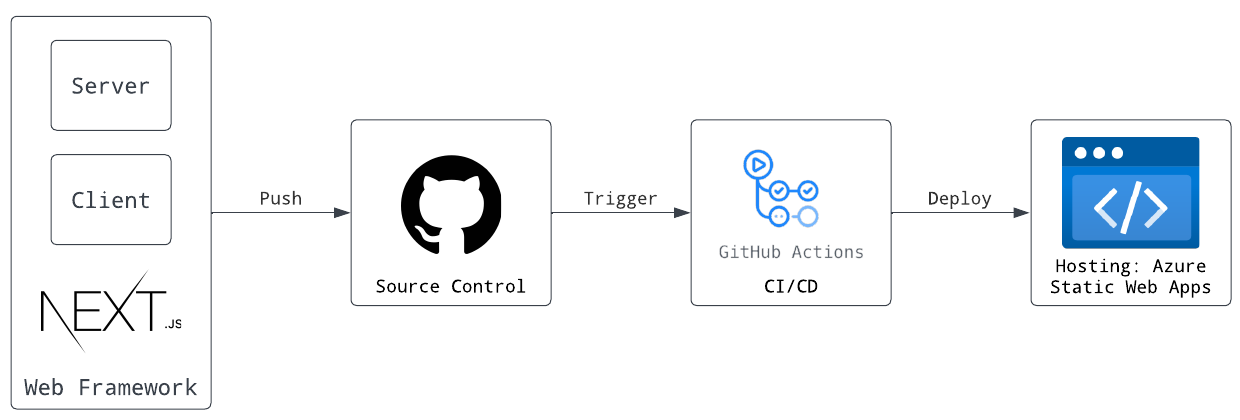 Server
Client
NEXT.JS
Web Framework
Push
Source Control
Trigger
GitHub Actions
CI/CD
Deploy
Hosting: Azure
Static Web Apps